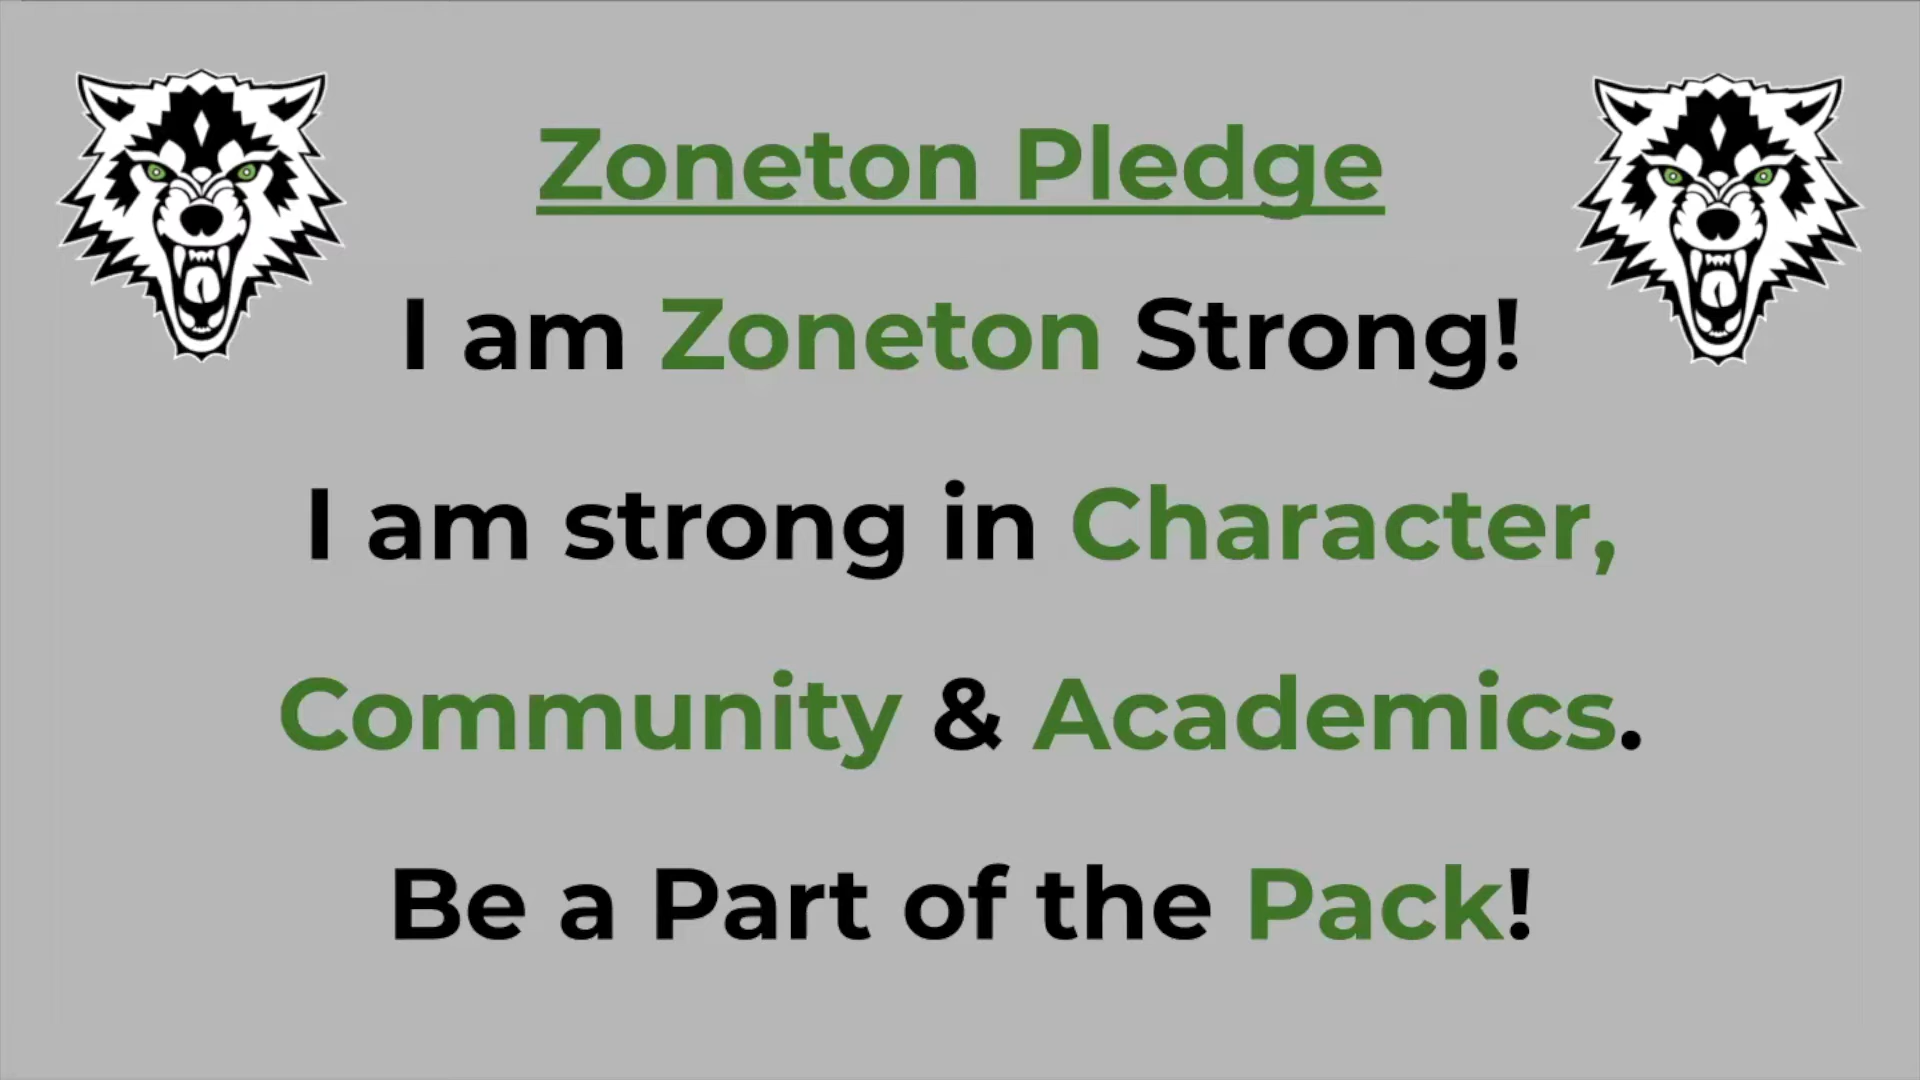 Zoneton Pledge
I am Zoneton Strong!
I am strong in Character,
Community & Academics.
Be a Part of the Pack!